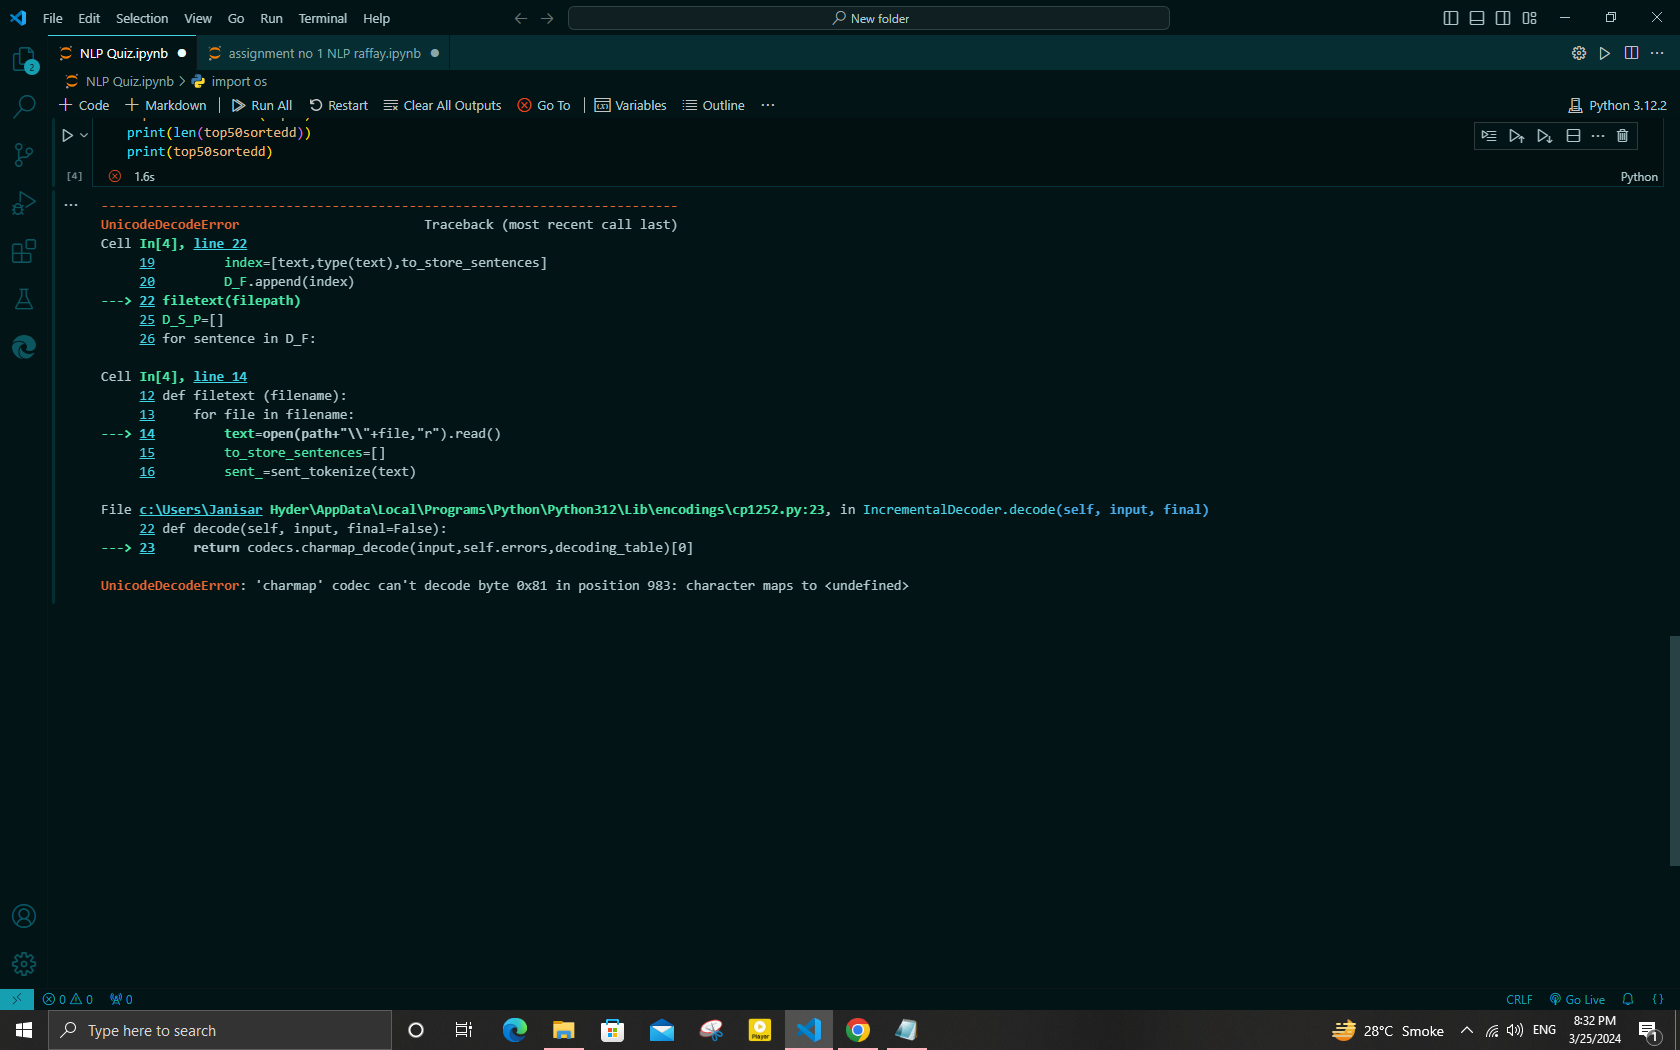 File Edit Selection View Go Run Terminal Help
New folder
NLP Quiz.ipynb
assignment no 1 NLP raffay.ipynb
NLP Quiz.ipynb > import os
+ Code + Markdown | Run All Restart Clear All Outputs Go To | Variables Outline ...
Python 3.12.2
print(len(top50sortedd))
print(top50sortedd)
[4] 1.6s
Python
---------------------------------------------------------------------------
UnicodeDecodeError Traceback (most recent call last)
Cell In[4], line 22
19 index=[text,type(text),to_store_sentences]
20 D_F.append(index)
---> 22 filetext(filepath)
25 D_S_P=[]
26 for sentence in D_F:
Cell In[4], line 14
12 def filetext (filename):
13 for file in filename:
---> 14 text=open(path+"\\"+file,"r").read()
15 to_store_sentences=[]
16 sent_=sent_tokenize(text)
File c:\Users\Janisar Hyder\AppData\Local\Programs\Python\Python312\Lib\encodings\cp1252.py:23, in IncrementalDecoder.decode(self, input, final)
22 def decode(self, input, final=False):
---> 23 return codecs.charmap_decode(input,self.errors,decoding_table)[0]
UnicodeDecodeError: 'charmap' codec can't decode byte 0x81 in position 983: character maps to <undefined>
2
0 0 0
CRLF Go Live { }
Type here to search
Player
28°C Smoke
ENG
8:32 PM
3/25/2024
1